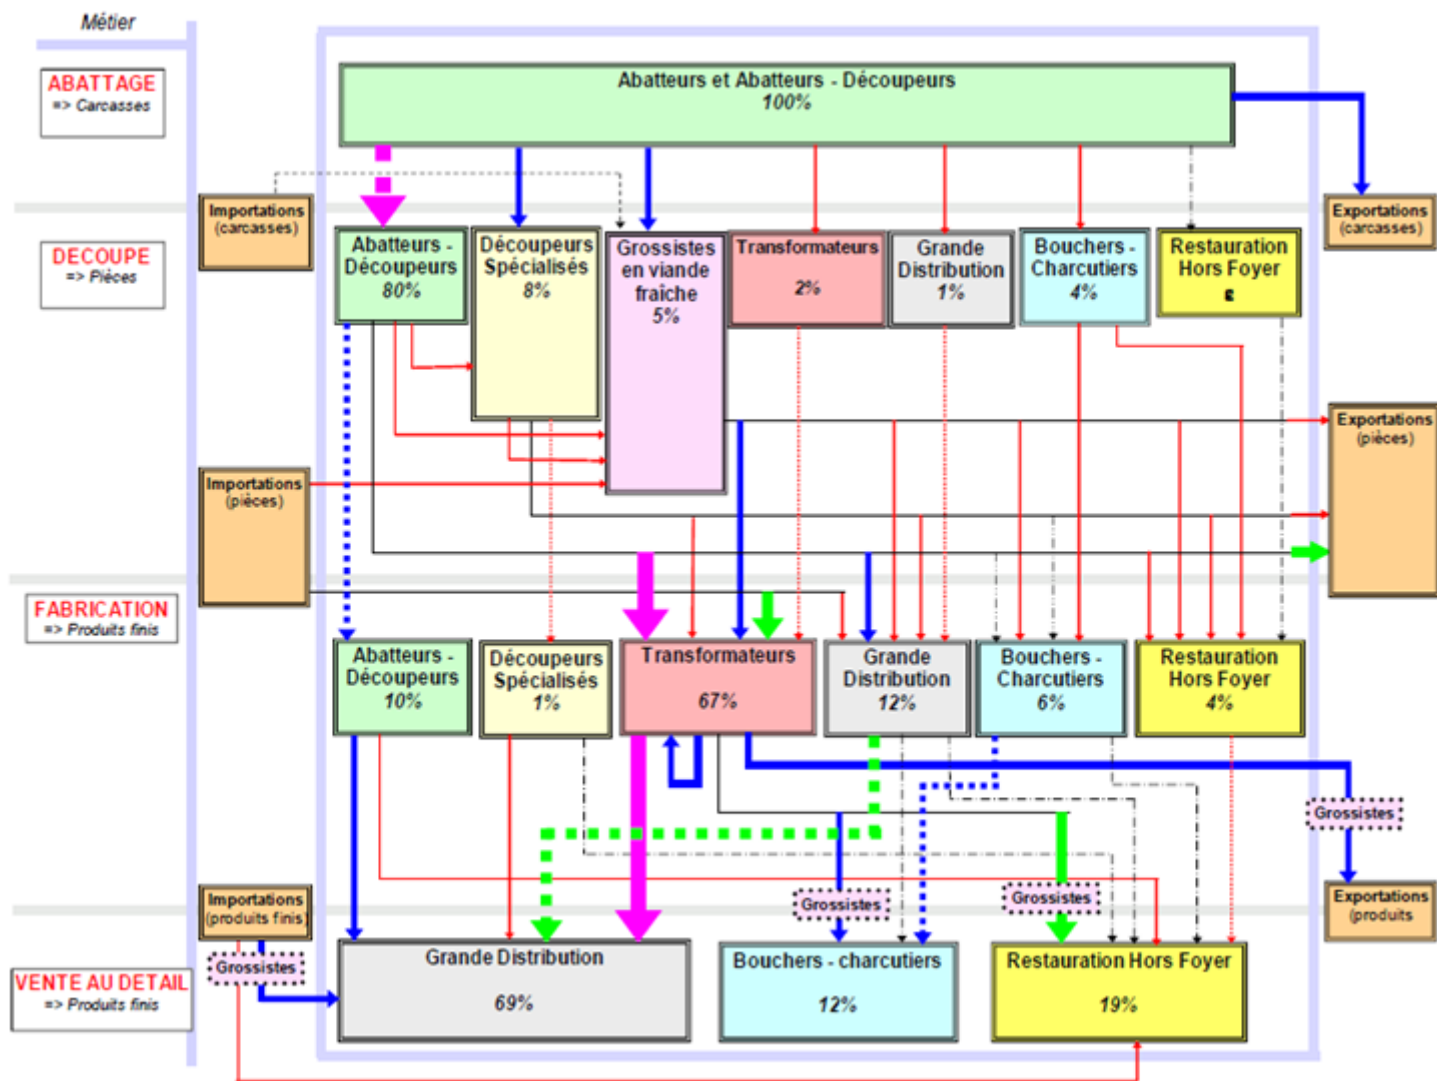 Métier
ABATTAGE
=> Carcasses
Abatteurs et Abatteurs - Découpeurs
100%
Importations
(carcasses)
Exportations
(carcasses)
DECOUPE
=> Pièces
Abatteurs -
Découpeurs
80%
Découpeurs
Spécialisés
8%
Grossistes
en viande
fraîche
5%
Transformateurs
2%
Grande
Distribution
1%
Bouchers -
Charcutiers
4%
Restauration
Hors Foyer
Exportations
(pièces)
Importations
(pièces)
FABRICATION
=> Produits finis
Abatteurs -
Découpeurs
10%
Découpeurs
Spécialisés
1%
Transformateurs
67%
Grande
Distribution
12%
Bouchers -
Charcutiers
6%
Restauration
Hors Foyer
4%
Grossistes
Importations
(produits finis)
Grossistes
Grossistes
Exportations
(produits
Grossistes
VENTE AU DETAIL
=> Produits finis
Grande Distribution
69%
Bouchers - charcutiers
12%
Restauration Hors Foyer
19%